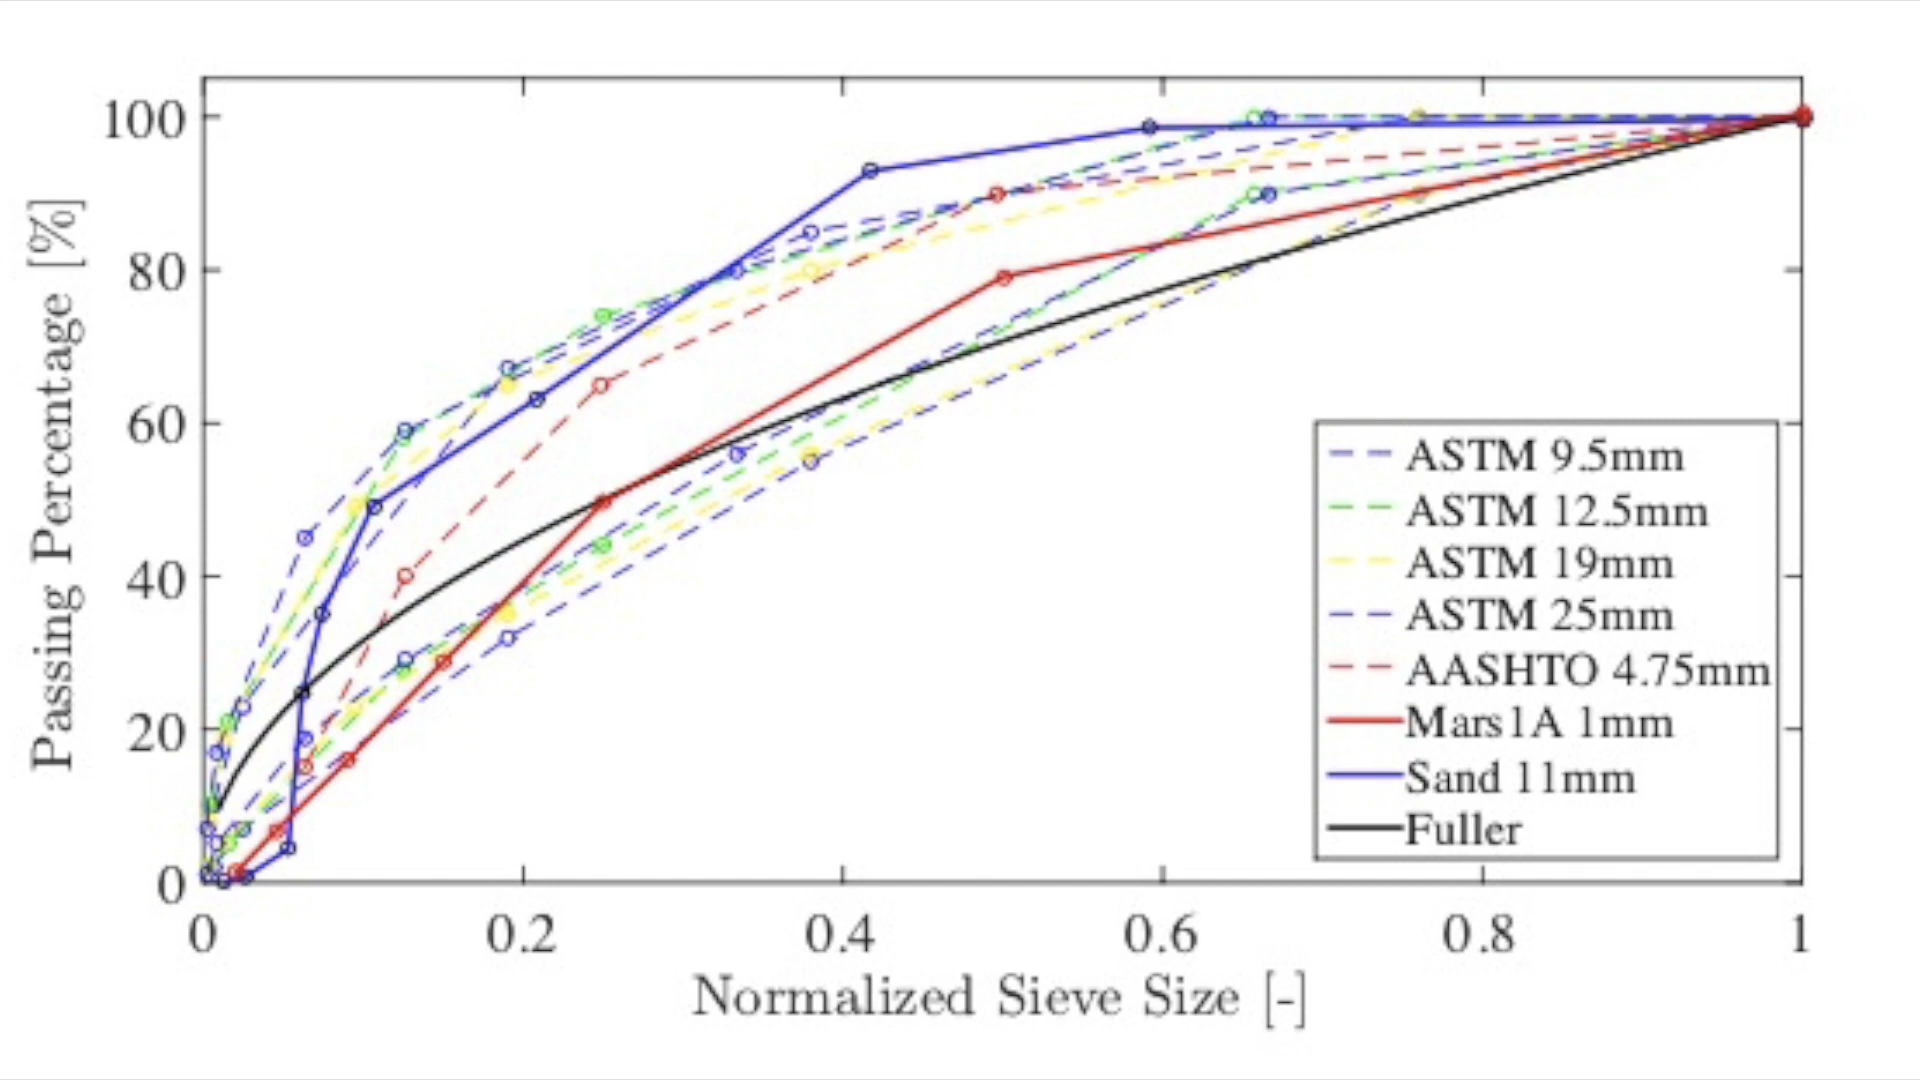 Passing Percentage [%]
100
80
60
40
20
0
ASTM 9.5mm
ASTM 12.5mm
ASTM 19mm
ASTM 25mm
AASHTO 4.75mm
Mars1A 1mm
Sand 11mm
Fuller
0 0.2 0.4 0.6 0.8 1
Normalized Sieve Size [-]